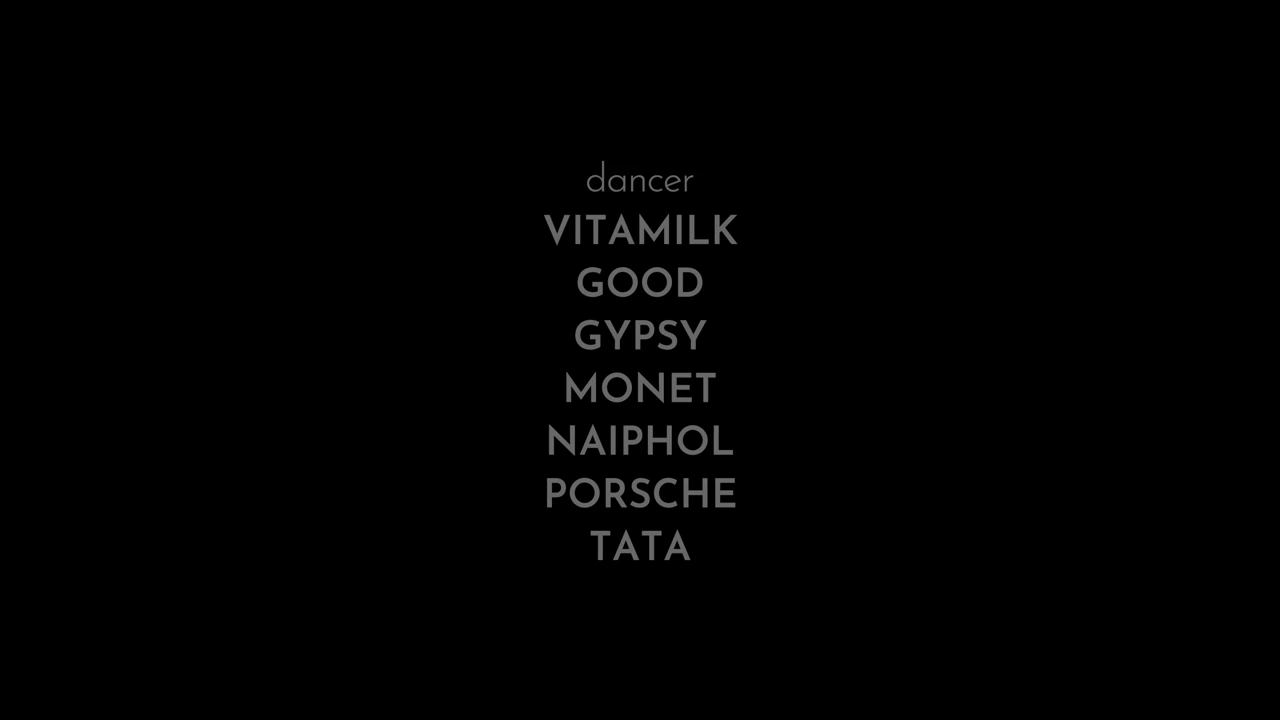 dancer
VITAMILK
GOOD
GYPSY
MONET
NAIPHOL
PORSCHE
TATA